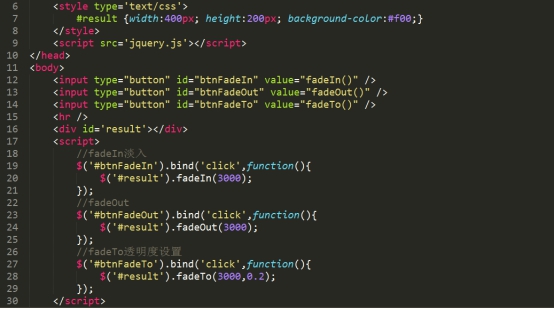 6 <style type='text/css'>
7 #result {width:400px; height:200px; background-color:#f00;}
8 </style>
9 <script src='jquery.js'></script>
10 </head>
11 <body>
12 <input type="button" id="btnFadeIn" value="fadeIn()" />
13 <input type="button" id="btnFadeOut" value="fadeOut()" />
14 <input type="button" id="btnFadeTo" value="fadeTo()" />
15 <hr />
16 <div id='result'></div>
17 <script>
18 //fadeIn淡入
19 $('#btnFadeIn').bind('click',function(){
20 $('#result').fadeIn(3000);
21 });
22 //fadeOut
23 $('#btnFadeOut').bind('click',function(){
24 $('#result').fadeOut(3000);
25 });
26 //fadeTo透明度设置
27 $('#btnFadeTo').bind('click',function(){
28 $('#result').fadeTo(3000,0.2);
29 });
30 </script>